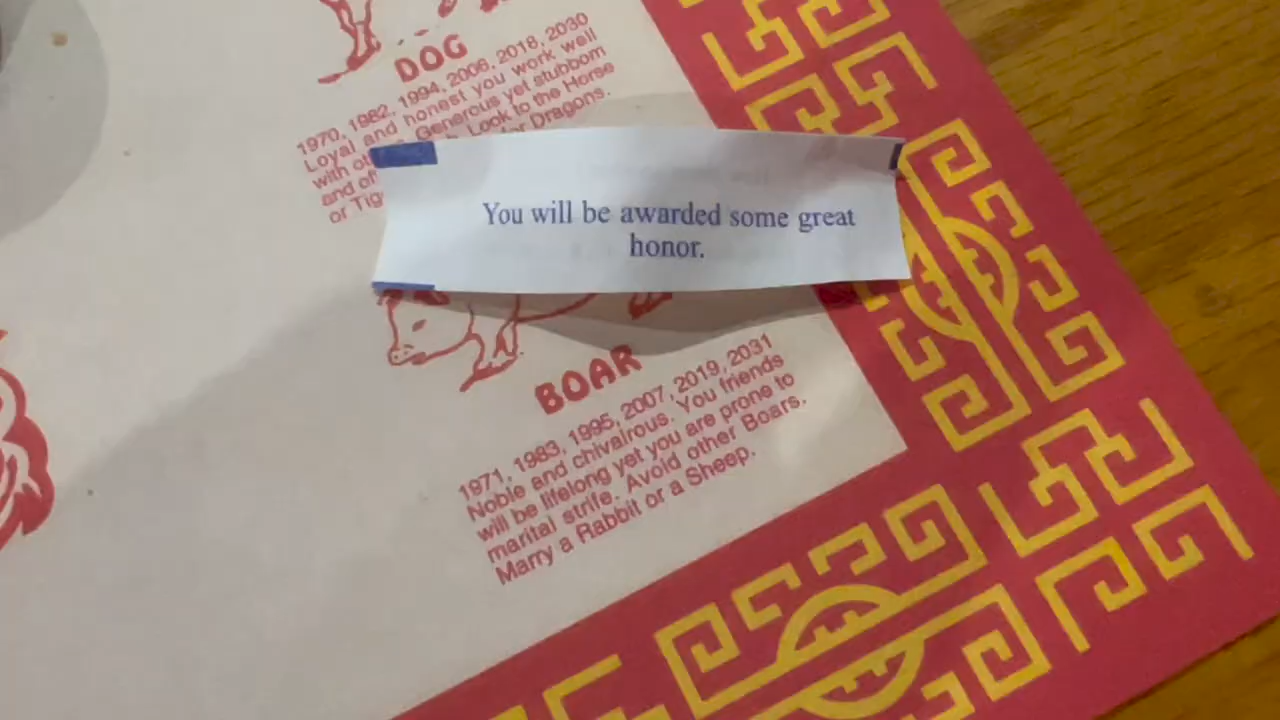 DOG
1970, 1982, 1994, 2006, 2018, 2030
Loyal and honest you work well
with Generous yet stubborn
and Look to the Horse
or Dragons.
You will be awarded some great
honor.
BOAR
1971, 1983, 1995, 2007, 2019, 2031
Noble and chivalrous. You friends
will be lifelong yet you are prone to
marital strife. Avoid other Boars.
Marry a Rabbit or a Sheep.